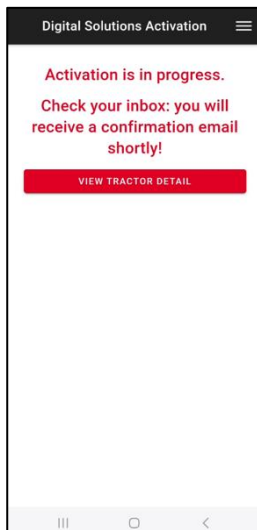 Digital Solutions Activation
Activation is in progress.
Check your inbox: you will
receive a confirmation email
shortly!
VIEW TRACTOR DETAIL